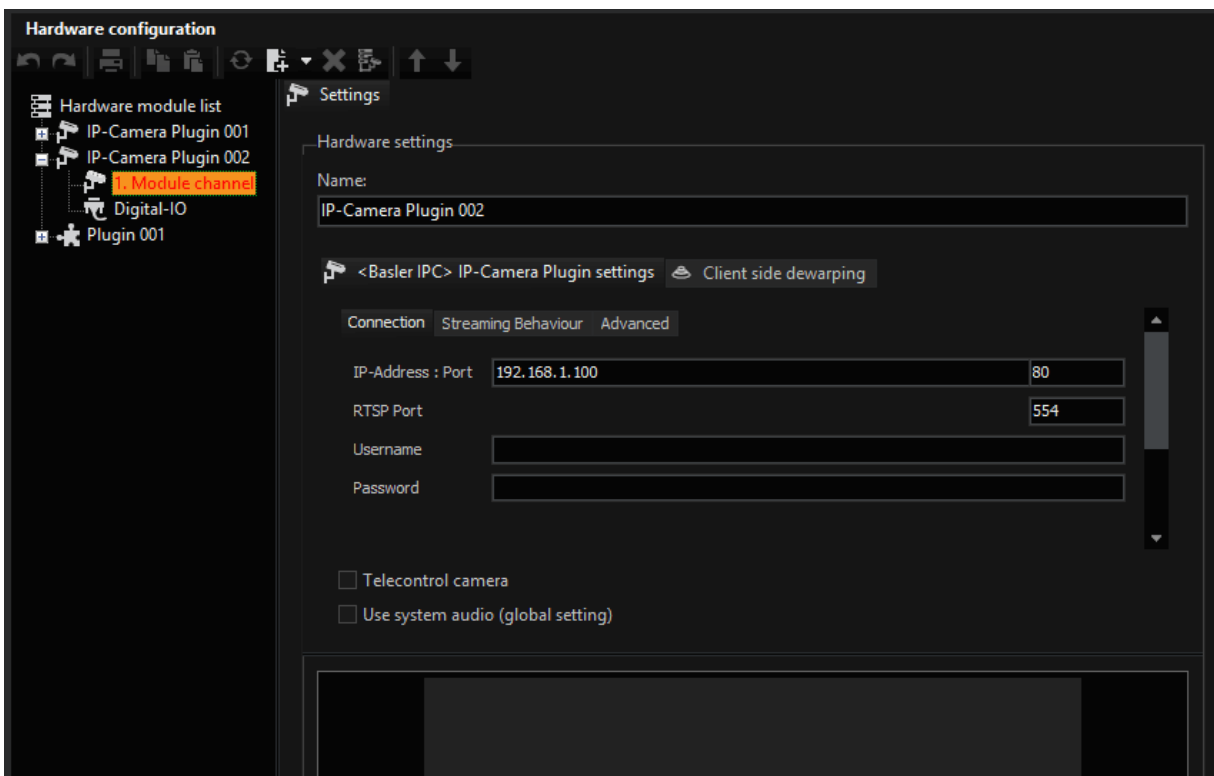 Hardware configuration
Settings
Hardware module list
IP-Camera Plugin 001
IP-Camera Plugin 002
1. Module channel
Digital-IO
Plugin 001
Hardware settings
Name:
IP-Camera Plugin 002
<Basler IPC> IP-Camera Plugin settings Client side dewarping
Connection Streaming Behaviour Advanced
IP-Address : Port 192.168.1.100 80
RTSP Port 554
Username
Password
Telecontrol camera
Use system audio (global setting)